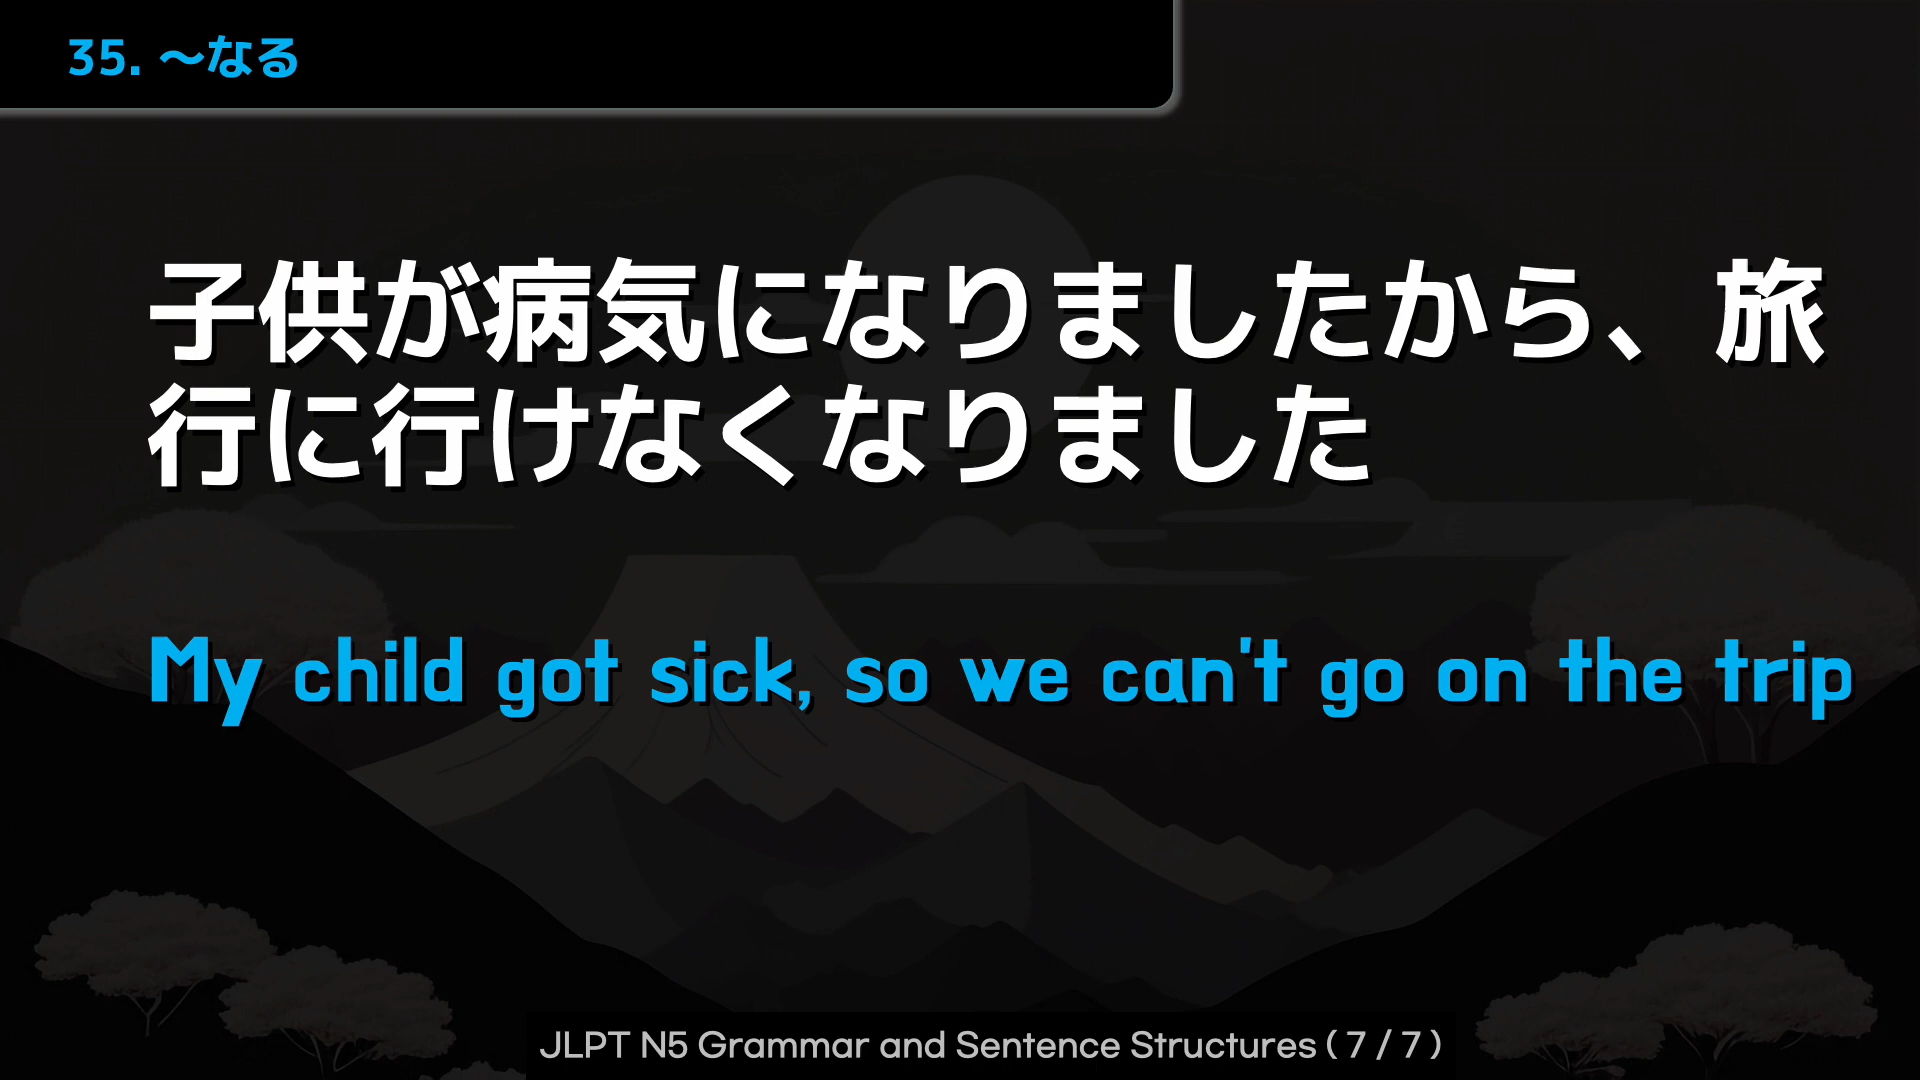 35. ～なる
子供が病気になりましたから、旅
行に行けなくなりました
My child got sick, so we can't go on the trip
JLPT N5 Grammar and Sentence Structures ( 7 / 7 )